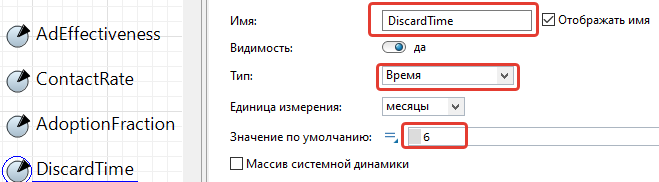 AdEffectiveness
ContactRate
AdoptionFraction
DiscardTime
Имя: DiscardTime Отображать имя
Видимость: да
Тип: Время
Единица измерения: месяцы
Значение по умолчанию: 6
Массив системной динамики